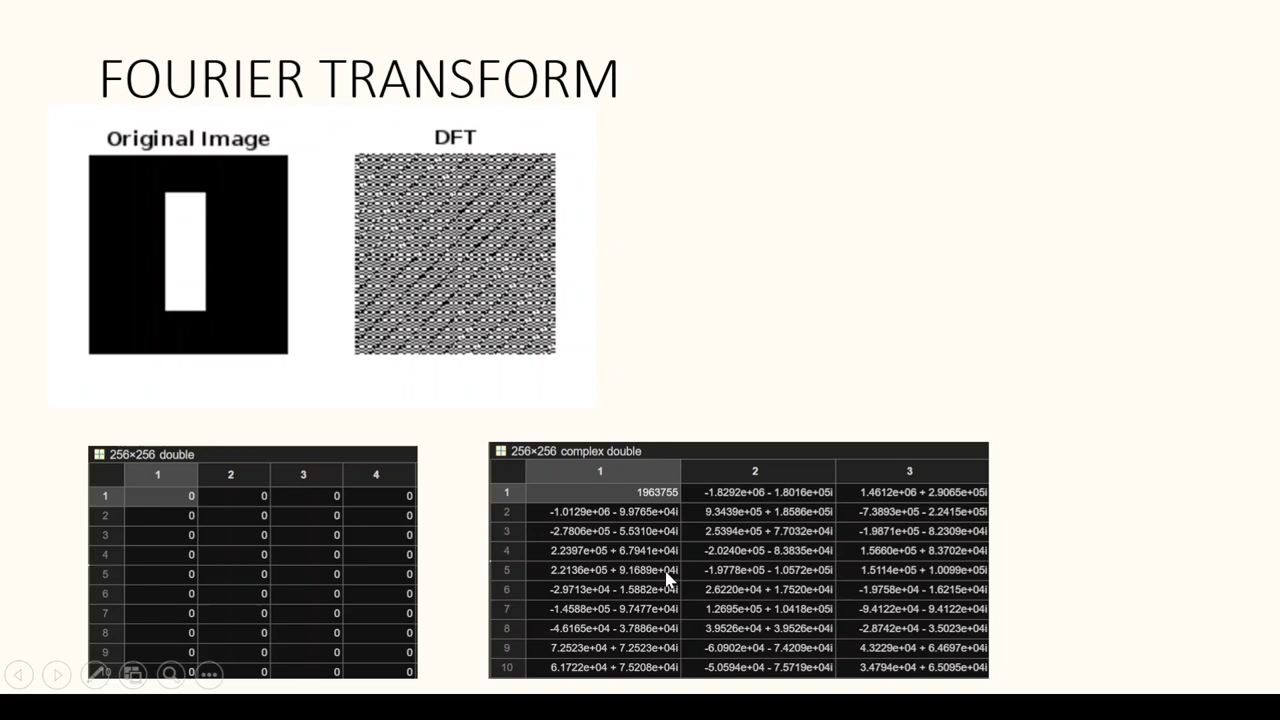 FOURIER TRANSFORM
Original Image
DFT
256×256 double
1 2 3 4
1 0 0 0 0
2 0 0 0 0
3 0 0 0 0
4 0 0 0 0
5 0 0 0 0
6 0 0 0 0
7 0 0 0 0
8 0 0 0 0
9 0 0 0 0
10 0 0 0 0
256×256 complex double
1 2 3
1 1963755 -1.8292e+06 - 1.8016e+05i 1.4612e+06 + 2.9065e+05i
2 -1.0129e+06 - 9.9765e+04i 9.3439e+05 + 1.8586e+05i -7.3893e+05 - 2.2415e+05i
3 -2.7806e+05 - 5.5310e+04i 2.5394e+05 + 7.7032e+04i -1.9871e+05 - 8.2309e+04i
4 2.2397e+05 + 6.7941e+04i -2.0240e+05 - 8.3835e+04i 1.5660e+05 + 8.3702e+04i
5 2.2136e+05 + 9.1689e+04i -1.9778e+05 - 1.0572e+05i 1.5114e+05 + 1.0099e+05i
6 -2.9713e+04 - 1.5882e+04i 2.6220e+04 + 1.7520e+04i -1.9758e+04 - 1.6215e+04i
7 -1.4588e+05 - 9.7477e+04i 1.2695e+05 + 1.0418e+05i -9.4122e+04 - 9.4122e+04i
8 -4.6165e+04 - 3.7886e+04i 3.9526e+04 + 3.9526e+04i -2.8742e+04 - 3.5023e+04i
9 7.2523e+04 + 7.2523e+04i -6.0902e+04 - 7.4209e+04i 4.3229e+04 + 6.4697e+04i
10 6.1722e+04 + 7.5208e+04i -5.0594e+04 - 7.5719e+04i 3.4794e+04 + 6.5095e+04i